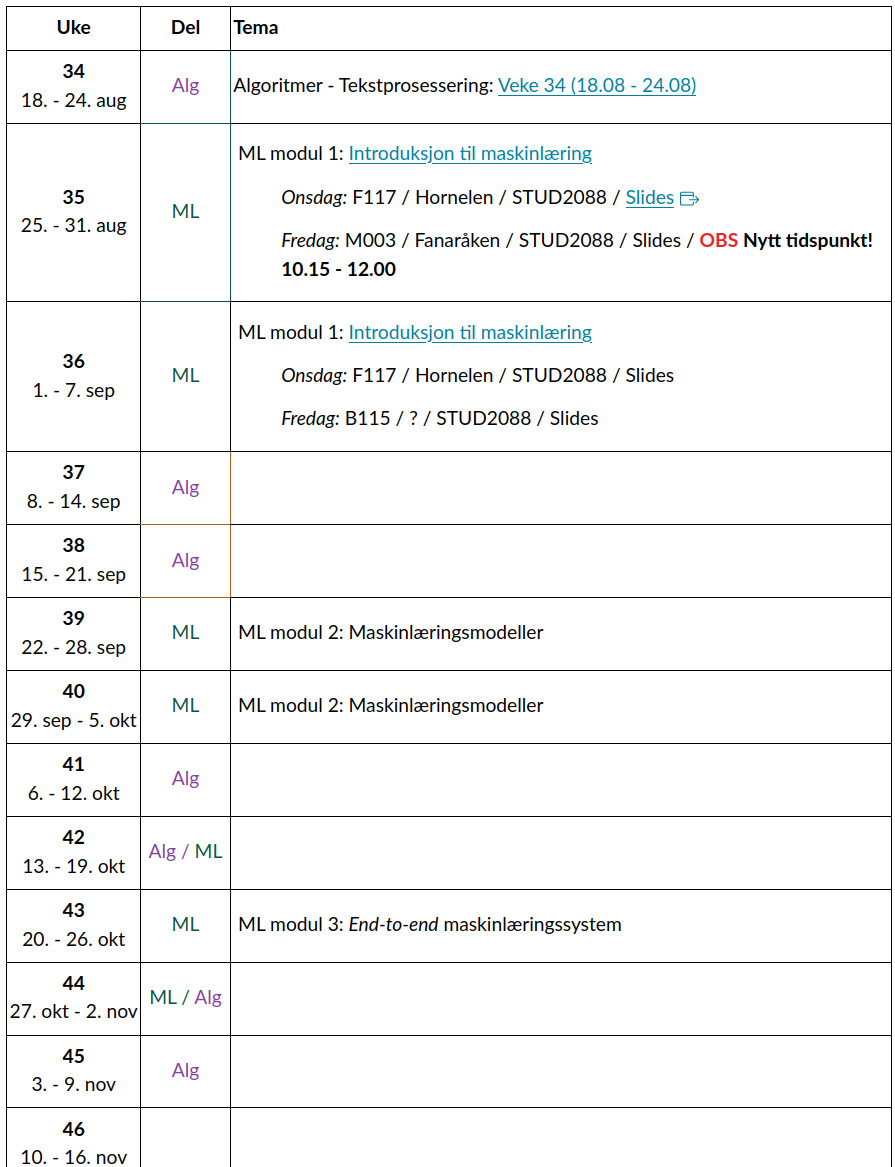 Uke Del Tema
34
18. - 24. aug
Alg
Algoritmer - Tekstprosessering: Veke 34 (18.08 - 24.08)
35
25. - 31. aug
ML
ML modul 1: Introduksjon til maskinlæring
Onsdag: F117 / Hornelen / STUD2088 / Slides
Fredag: M003 / Fanaråken / STUD2088 / Slides / OBS Nytt tidspunkt!
10.15 - 12.00
36
1. - 7. sep
ML
ML modul 1: Introduksjon til maskinlæring
Onsdag: F117 / Hornelen / STUD2088 / Slides
Fredag: B115 / ? / STUD2088 / Slides
37
8. - 14. sep
Alg
38
15. - 21. sep
Alg
39
22. - 28. sep
ML
ML modul 2: Maskinlæringsmodeller
40
29. sep - 5. okt
ML
ML modul 2: Maskinlæringsmodeller
41
6. - 12. okt
Alg
42
13. - 19. okt
Alg / ML
43
20. - 26. okt
ML
ML modul 3: End-to-end maskinlæringssystem
44
27. okt - 2. nov
ML / Alg
45
3. - 9. nov
Alg
46
10. - 16. nov